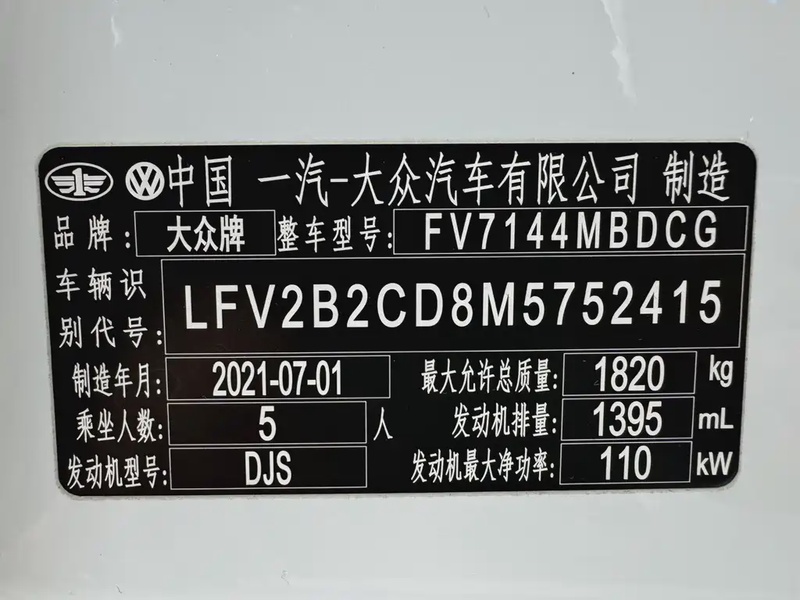 中国 一汽-大众汽车有限公司 制造
品牌: 大众牌 整车型号: FV7144MBDCG
车辆识别代号: LFV2B2CD8M5752415
制造年月: 2021-07-01 最大允许总质量: 1820 kg
乘坐人数: 5 人 发动机排量: 1395 mL
发动机型号: DJS 发动机最大净功率: 110 kW